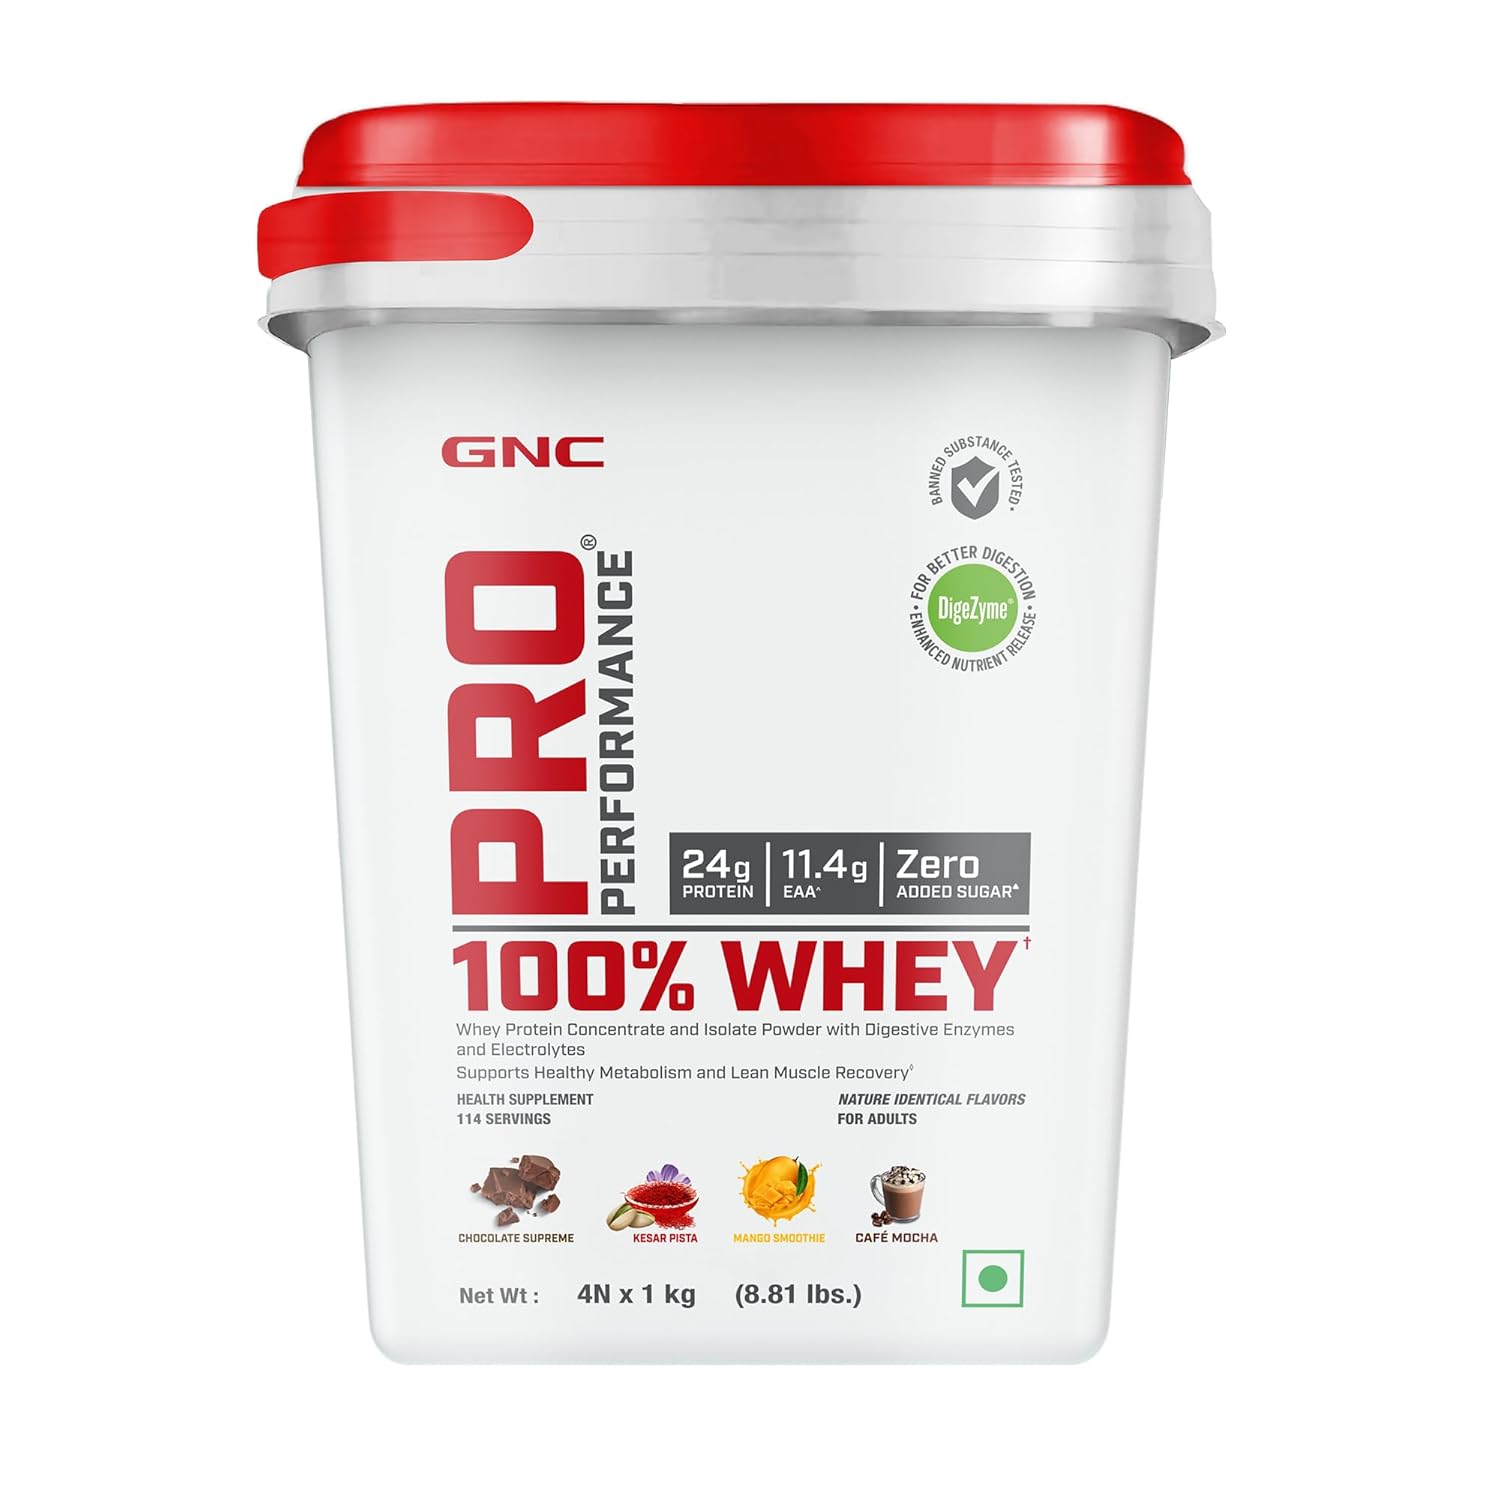 GNC
BANNED SUBSTANCE TESTED
FOR BETTER DIGESTION
DigeZyme®
ENHANCED NUTRIENT RELEASE
PRO
PERFORMANCE®
24g
PROTEIN
11.4g
EAA^
Zero
ADDED SUGAR▲
100% WHEY†
Whey Protein Concentrate and Isolate Powder with Digestive Enzymes
and Electrolytes
Supports Healthy Metabolism and Lean Muscle Recovery◊
HEALTH SUPPLEMENT
114 SERVINGS
NATURE IDENTICAL FLAVORS
FOR ADULTS
CHOCOLATE SUPREME
KESAR PISTA
MANGO SMOOTHIE
CAFÉ MOCHA
Net Wt : 4N x 1 kg (8.81 lbs.)